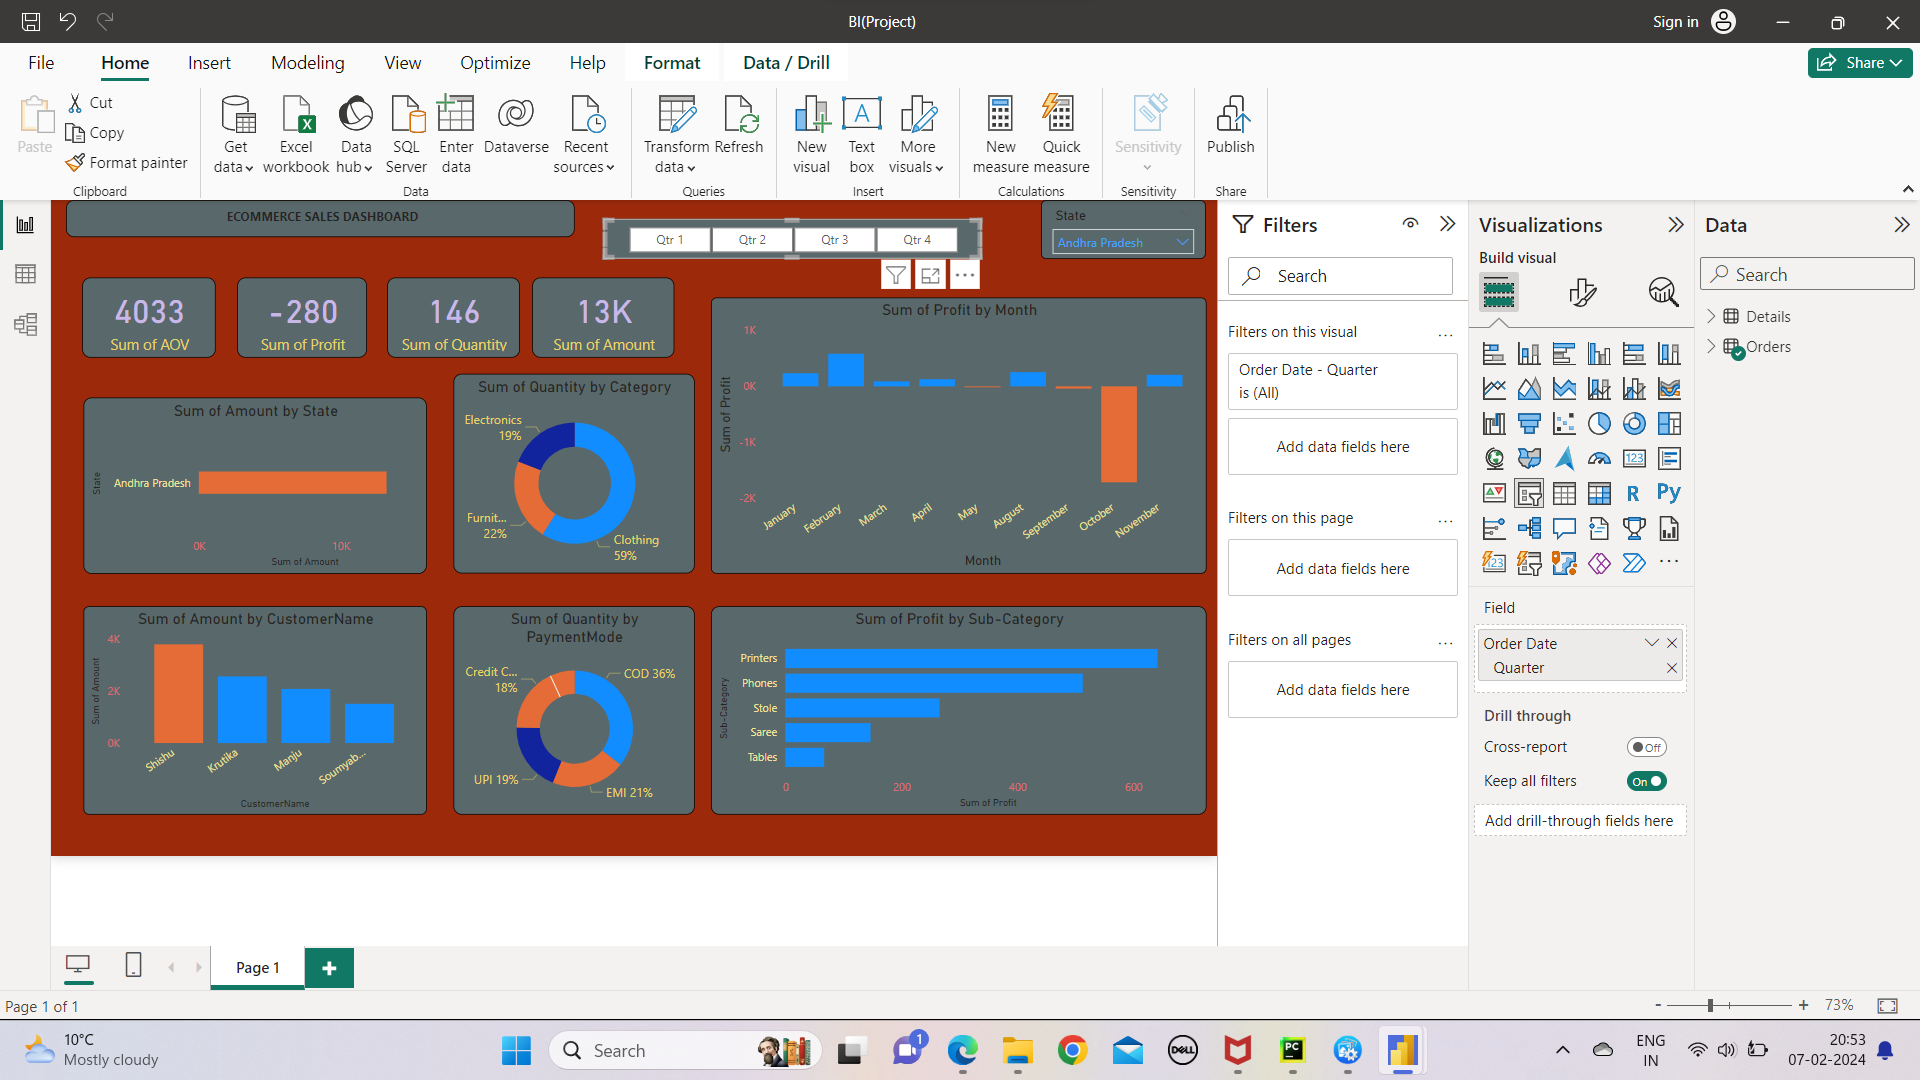 BI(Project)
Sign in
File
Home
Insert
Modeling
View
Optimize
Help
Format
Data / Drill
Share
Paste
Cut
Copy
Format painter
Clipboard
Get data
Excel workbook
Data hub
SQL Server
Enter data
Dataverse
Recent sources
Data
Transform data
Refresh
Queries
New visual
Text box
More visuals
Insert
New measure
Quick measure
Calculations
Sensitivity
Sensitivity
Publish
Share
ECOMMERCE SALES DASHBOARD
Qtr 1
Qtr 2
Qtr 3
Qtr 4
State
Andhra Pradesh
4033
Sum of AOV
-280
Sum of Profit
146
Sum of Quantity
13K
Sum of Amount
Sum of Amount by State
State
Andhra Pradesh
0K
10K
Sum of Amount
Sum of Quantity by Category
Electronics
19%
Furnit...
22%
Clothing
59%
Sum of Profit by Month
Sum of Profit
1K
0K
-1K
-2K
January
February
March
April
May
August
September
October
November
Month
Sum of Amount by CustomerName
Sum of Amount
4K
2K
0K
Shishu
Krutika
Manju
Soumyab...
CustomerName
Sum of Quantity by
PaymentMode
Credit C...
18%
COD 36%
UPI 19%
EMI 21%
Sum of Profit by Sub-Category
Sub-Category
Printers
Phones
Stole
Saree
Tables
0
200
400
600
Sum of Profit
Filters
Search
Filters on this visual
...
Order Date - Quarter
is (All)
Add data fields here
Filters on this page
...
Add data fields here
Filters on all pages
...
Add data fields here
Visualizations
Build visual
123
R
Py
123
...
Field
Order Date
Quarter
Drill through
Cross-report
Off
Keep all filters
On
Add drill-through fields here
Data
Search
Details
Orders
Page 1
Page 1 of 1
-
+
73%
10°C
Mostly cloudy
Search
1
DELL
PC
ENG
IN
20:53
07-02-2024